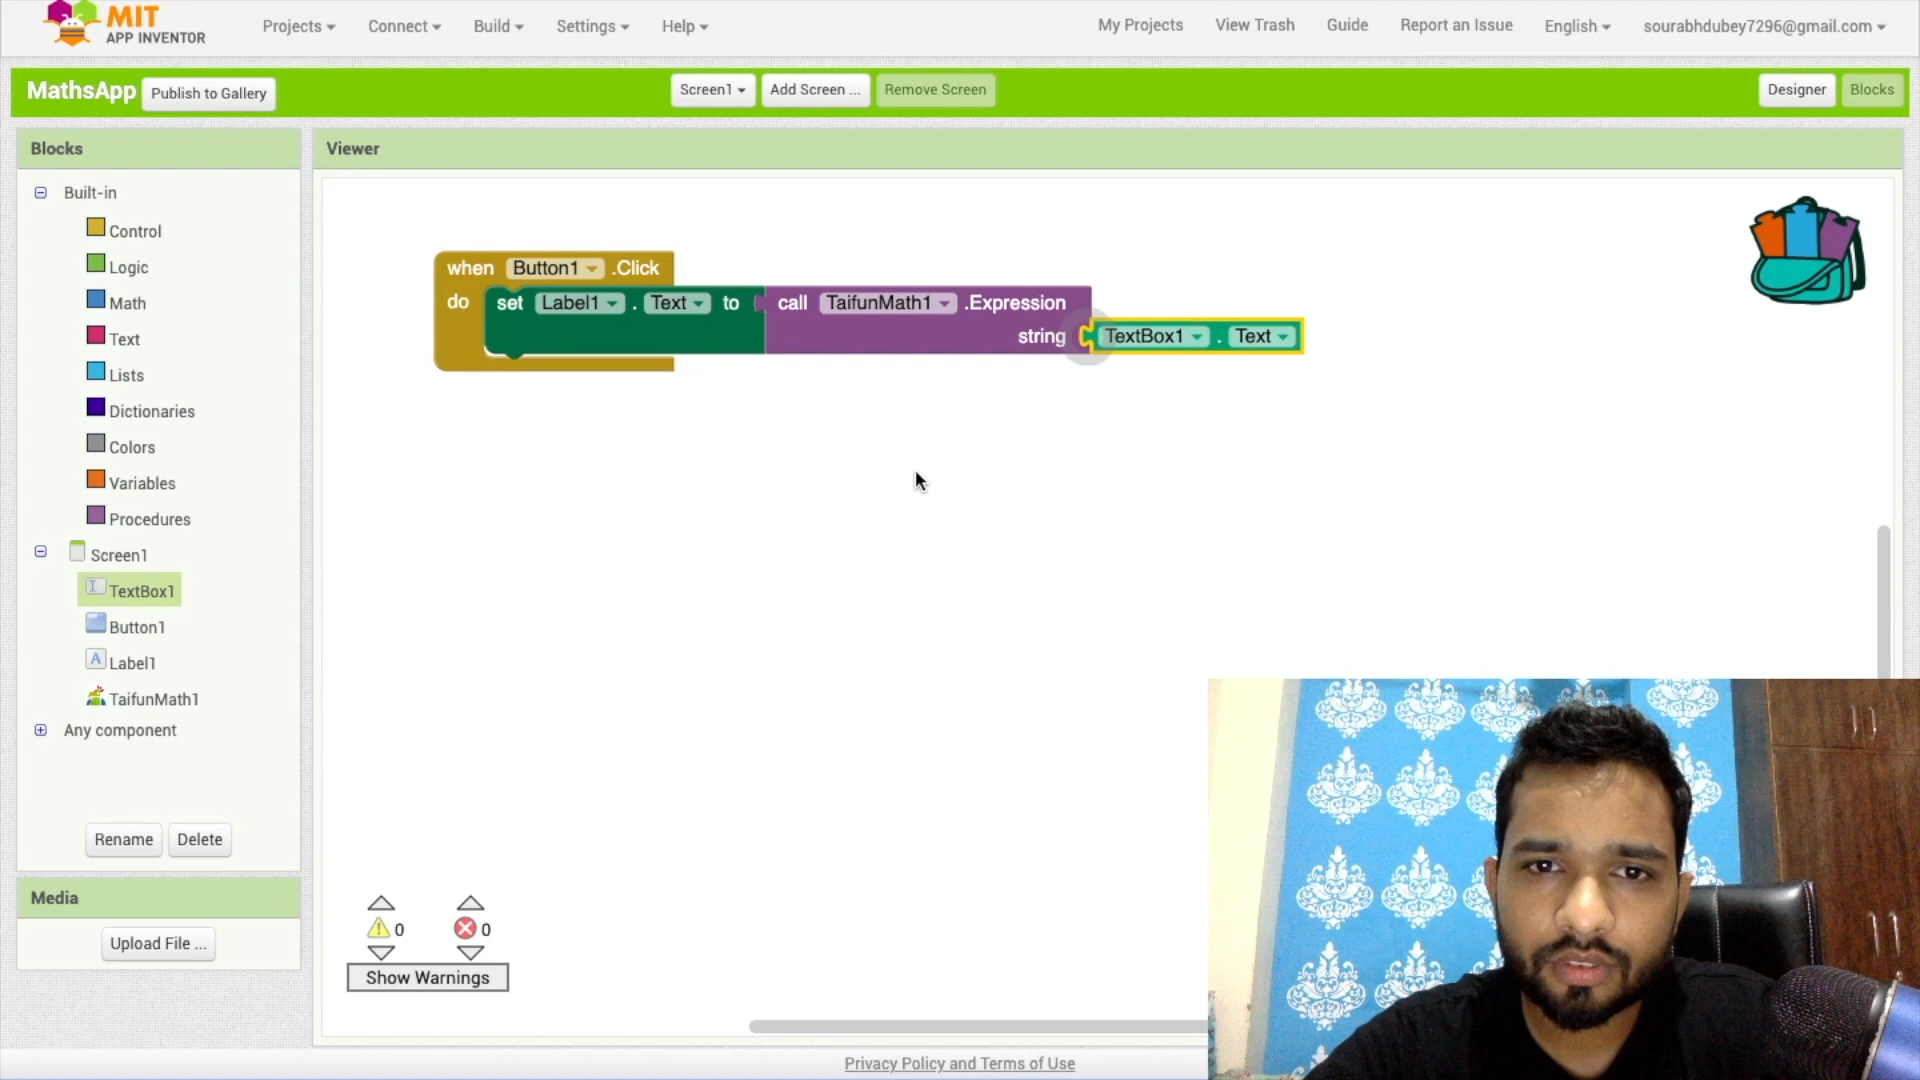 MIT
APP INVENTOR
Projects
Connect
Build
Settings
Help
My Projects
View Trash
Guide
Report an Issue
English
sourabhdubey7296@gmail.com
MathsApp
Publish to Gallery
Screen1
Add Screen ...
Remove Screen
Designer
Blocks
Blocks
Viewer
Built-in
Control
Logic
Math
Text
Lists
Dictionaries
Colors
Variables
Procedures
Screen1
TextBox1
Button1
Label1
TaifunMath1
Any component
Rename
Delete
Media
Upload File ...
when Button1 .Click
do set Label1 . Text to call TaifunMath1 .Expression
string TextBox1 . Text
0 0
Show Warnings
Privacy Policy and Terms of Use